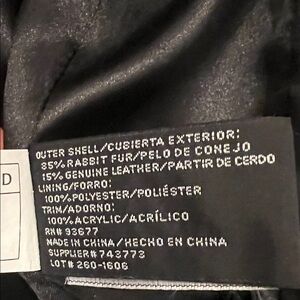 OUTER SHELL/CUBIERTA EXTERIOR:
85% RABBIT FUR/PELO DE CONEJO
15% GENUINE LEATHER/PARTIR DE CERDO
LINING/FORRO:
100% POLYESTER/POLIÉSTER
TRIM/ADORNO:
100% ACRYLIC/ACRÍLICO
RN# 93677
MADE IN CHINA/HECHO EN CHINA
SUPPLIER# 743773
LOT# 260-1606
D